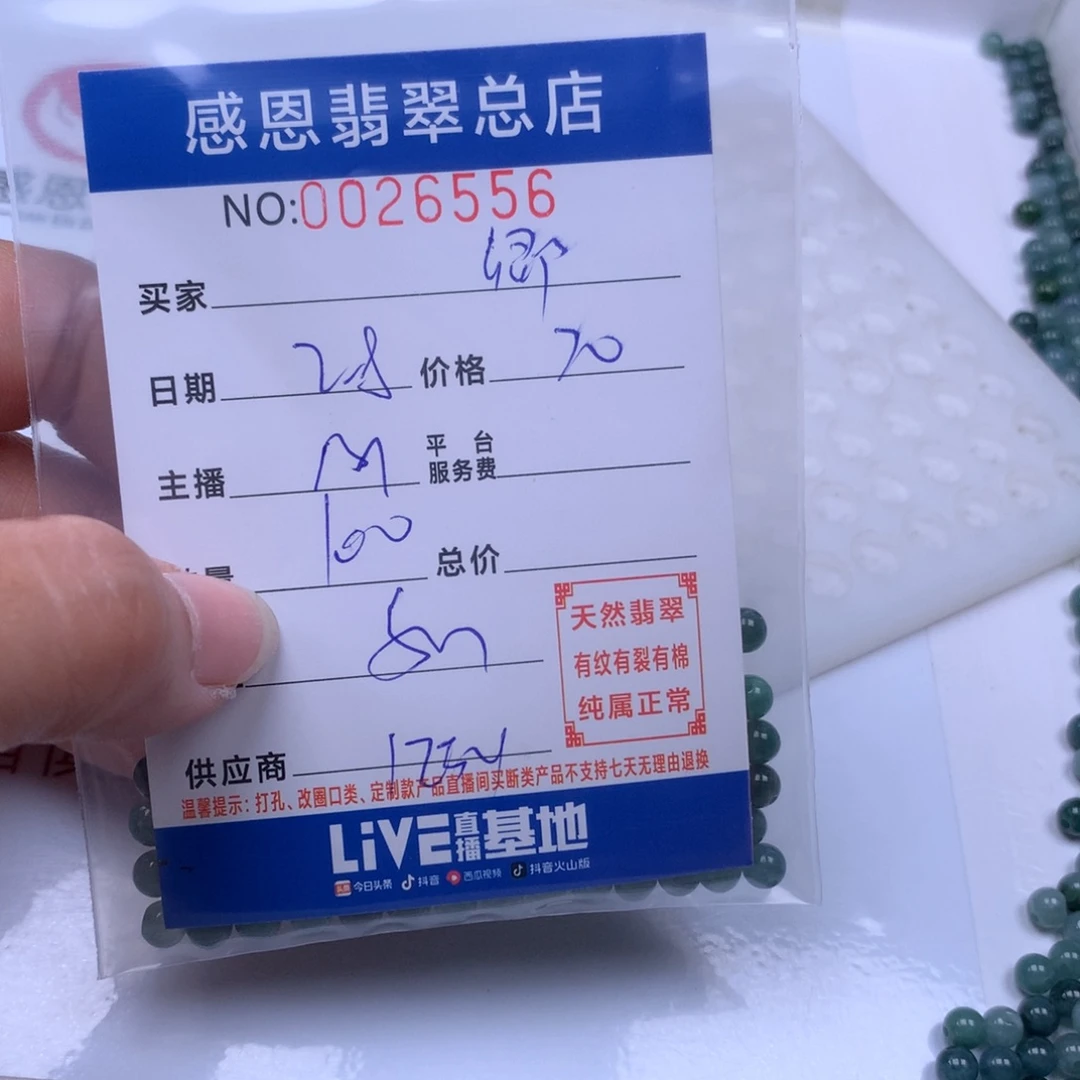 感恩翡翠总店
NO:0026556
买家
日期 价格 70
主播 M 平台
服务费
100 总价
天然翡翠
有纹有裂有棉
纯属正常
供应商
温馨提示：打孔、改圈口类、定制款产品直播间买断类产品不支持七天无理由退换
LiVE直播基地
今日头条 抖音 西瓜视频 抖音火山版